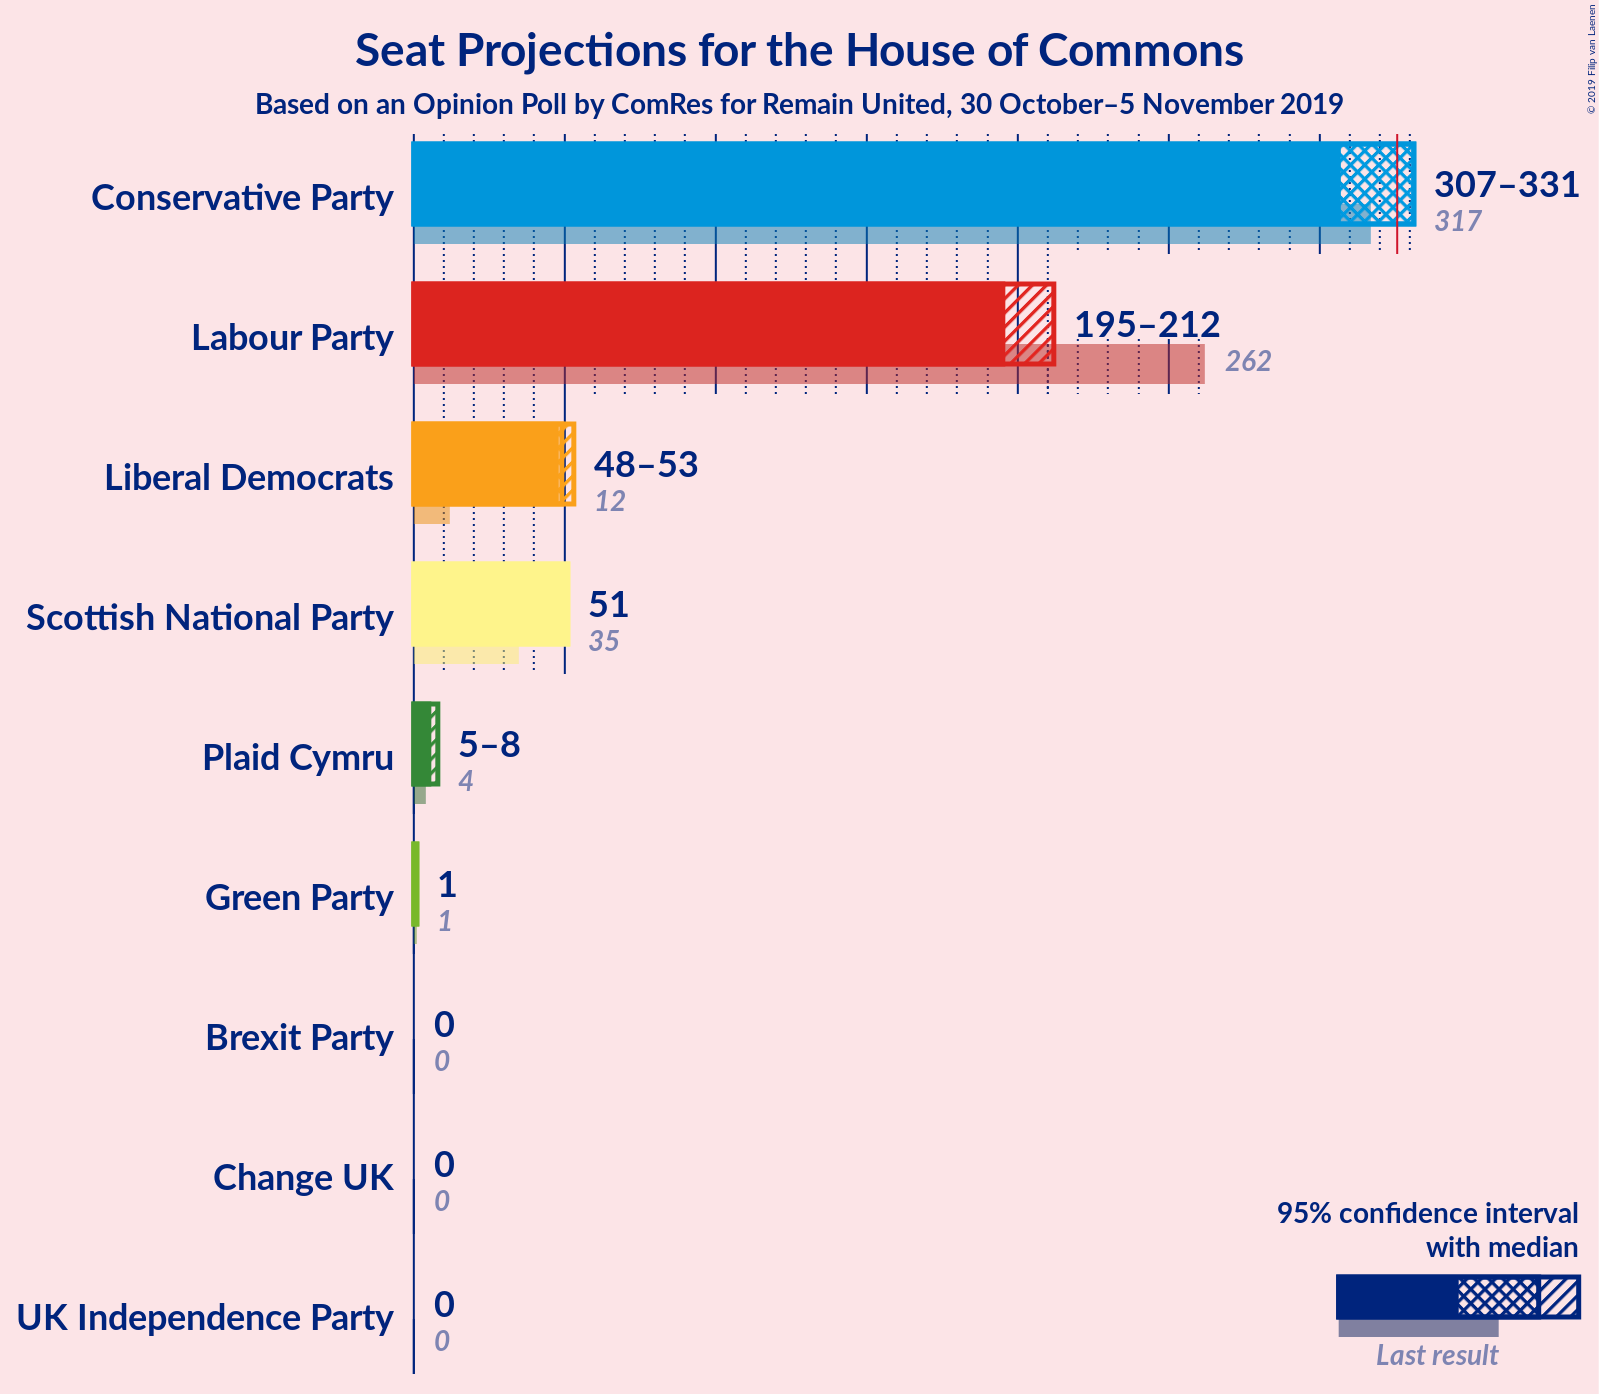 Seat Projections for the House of Commons
Based on an Opinion Poll by ComRes for Remain United, 30 October–5 November 2019
© 2019 Filip van Laenen
Conservative Party
307–331
317
Labour Party
195–212
262
Liberal Democrats
48–53
12
Scottish National Party
51
35
Plaid Cymru
5–8
4
Green Party
1
1
Brexit Party
0
0
Change UK
0
0
UK Independence Party
0
0
95% confidence interval
with median
Last result